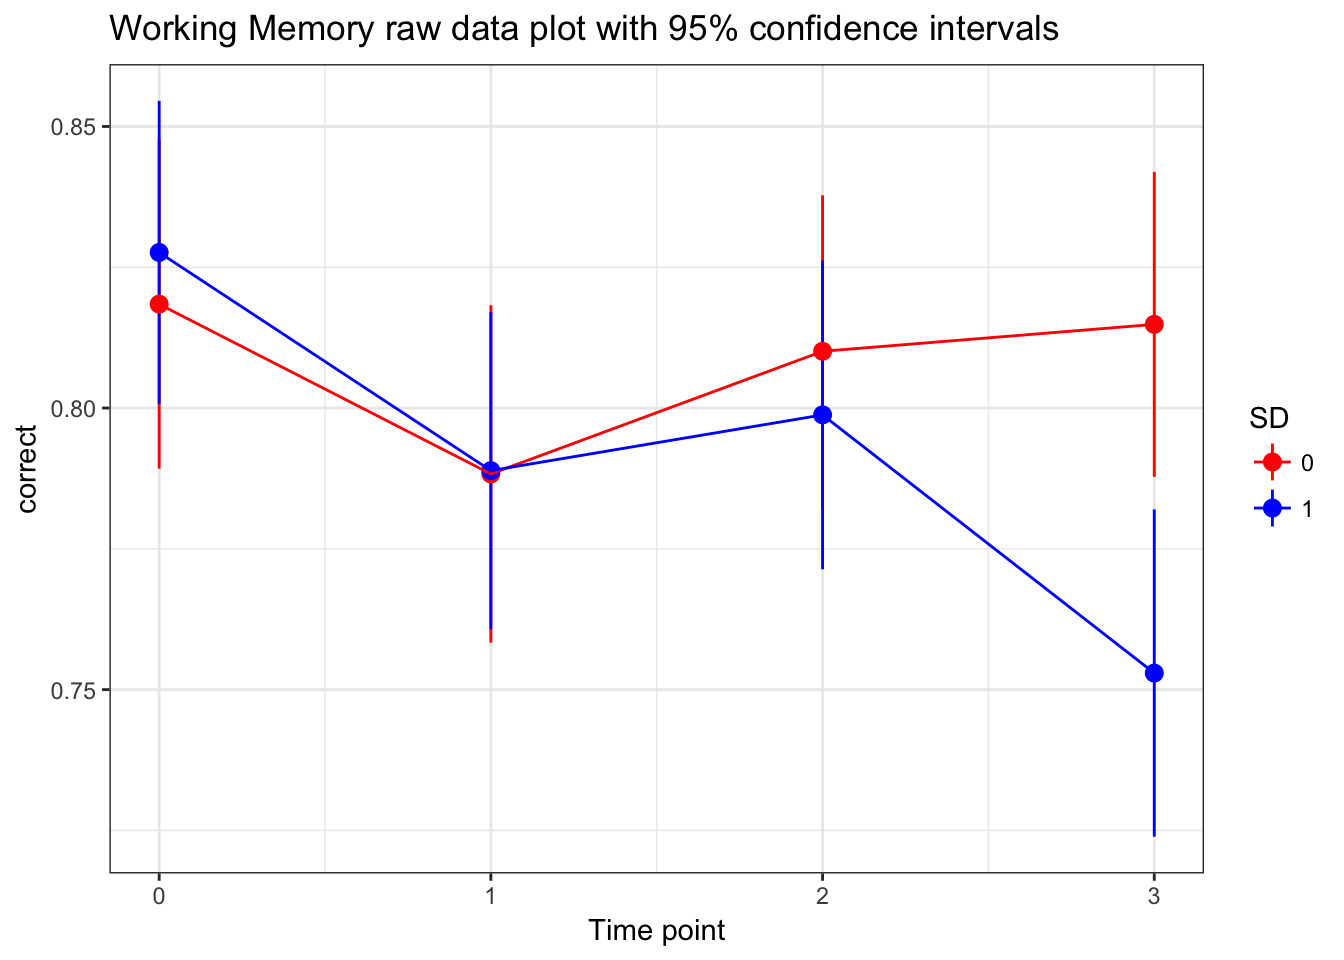 Working Memory raw data plot with 95% confidence intervals
0.85
0.80
0.75
correct
0 1 2 3
Time point
SD
0
1